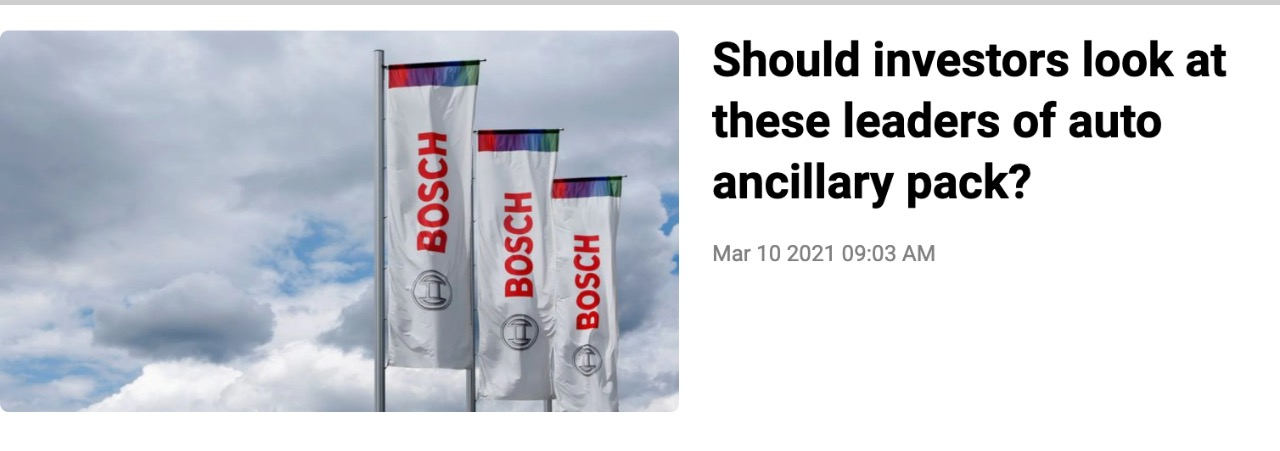 BOSCH
BOSCH
BOSCH
Should investors look at
these leaders of auto
ancillary pack?
Mar 10 2021 09:03 AM